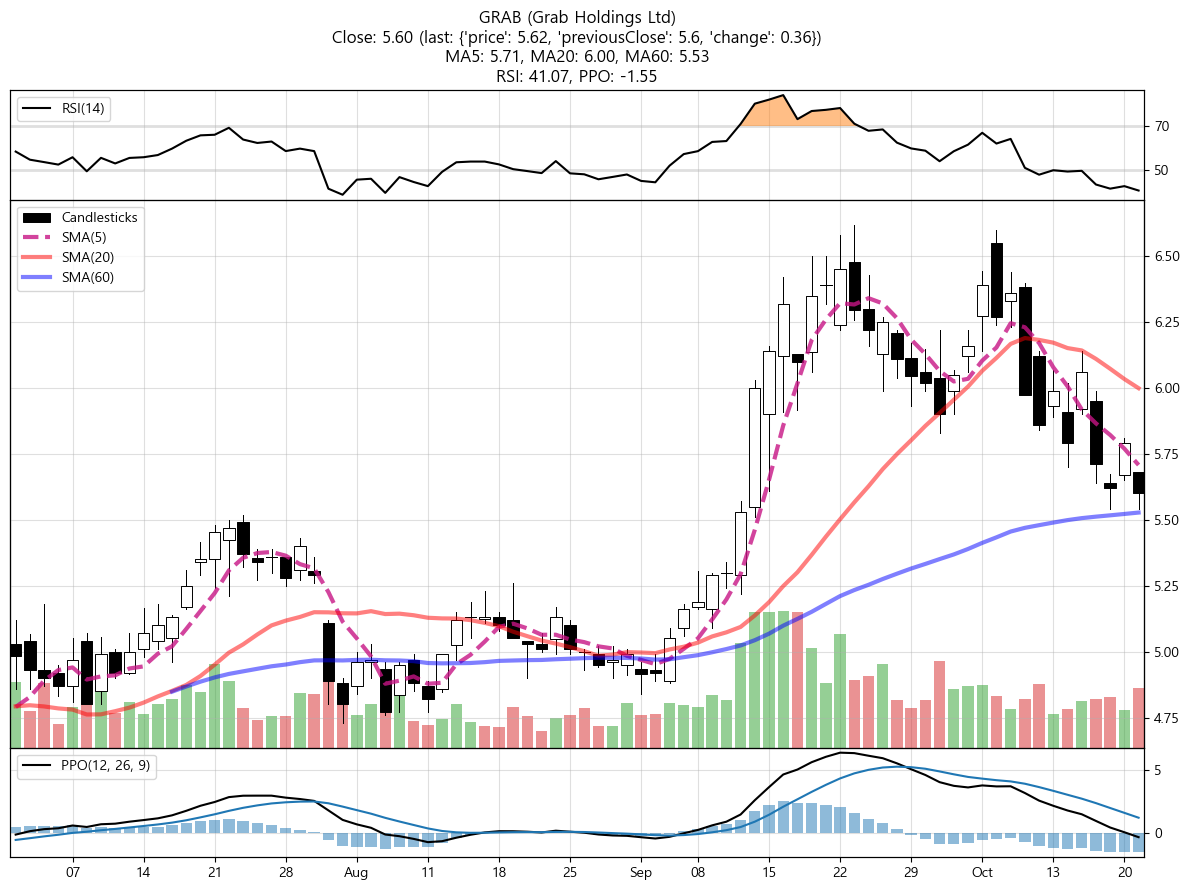 GRAB (Grab Holdings Ltd)
Close: 5.60 (last: {'price': 5.62, 'previousClose': 5.6, 'change': 0.36})
MA5: 5.71, MA20: 6.00, MA60: 5.53
RSI: 41.07, PPO: -1.55
RSI(14)
70
50
Candlesticks
SMA(5)
SMA(20)
SMA(60)
6.50
6.25
6.00
5.75
5.50
5.25
5.00
4.75
PPO(12, 26, 9)
5
0
07 14 21 28 Aug 11 18 25 Sep 08 15 22 29 Oct 13 20